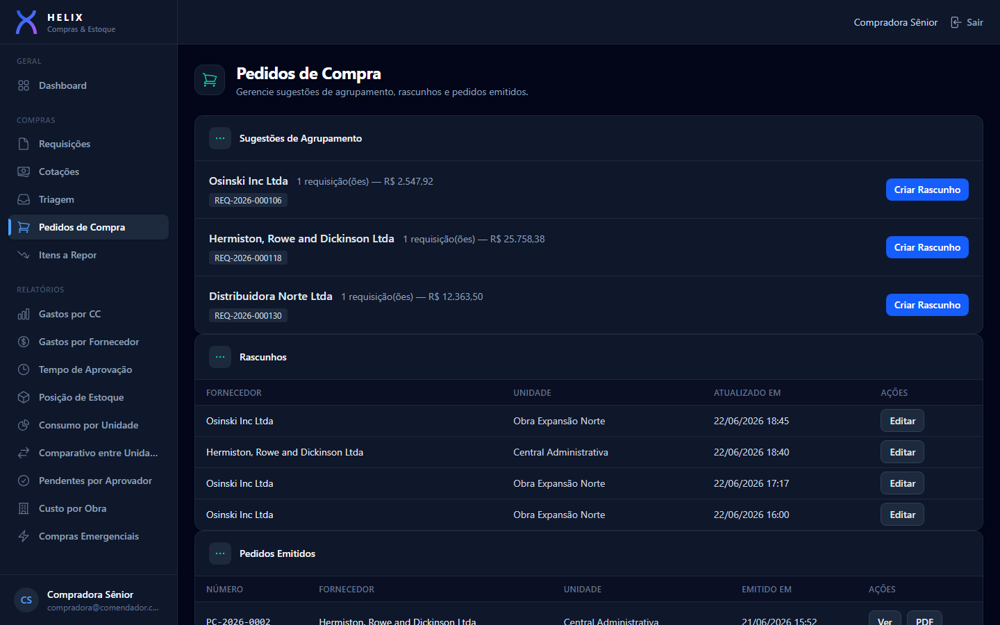 HELIX
Compras & Estoque
Compradora Sênior
Sair
GERAL
Dashboard
COMPRAS
Requisições
Cotações
Triagem
Pedidos de Compra
Itens a Repor
RELATÓRIOS
Gastos por CC
Gastos por Fornecedor
Tempo de Aprovação
Posição de Estoque
Consumo por Unidade
Comparativo entre Unida...
Pendentes por Aprovador
Custo por Obra
Compras Emergenciais
CS
Compradora Sênior
compradora@comendador.c...
Pedidos de Compra
Gerencie sugestões de agrupamento, rascunhos e pedidos emitidos.
Sugestões de Agrupamento
Osinski Inc Ltda 1 requisição(ões) — R$ 2.547,92
REQ-2026-000106
Criar Rascunho
Hermiston, Rowe and Dickinson Ltda 1 requisição(ões) — R$ 25.758,38
REQ-2026-000118
Criar Rascunho
Distribuidora Norte Ltda 1 requisição(ões) — R$ 12.363,50
REQ-2026-000130
Criar Rascunho
Rascunhos
FORNECEDOR UNIDADE ATUALIZADO EM AÇÕES
Osinski Inc Ltda Obra Expansão Norte 22/06/2026 18:45 Editar
Hermiston, Rowe and Dickinson Ltda Central Administrativa 22/06/2026 18:40 Editar
Osinski Inc Ltda Obra Expansão Norte 22/06/2026 17:17 Editar
Osinski Inc Ltda Obra Expansão Norte 22/06/2026 16:00 Editar
Pedidos Emitidos
NÚMERO FORNECEDOR UNIDADE EMITIDO EM AÇÕES
PC-2026-0002 Hermiston, Rowe and Dickinson Ltda Central Administrativa 21/06/2026 15:52 Ver PDF